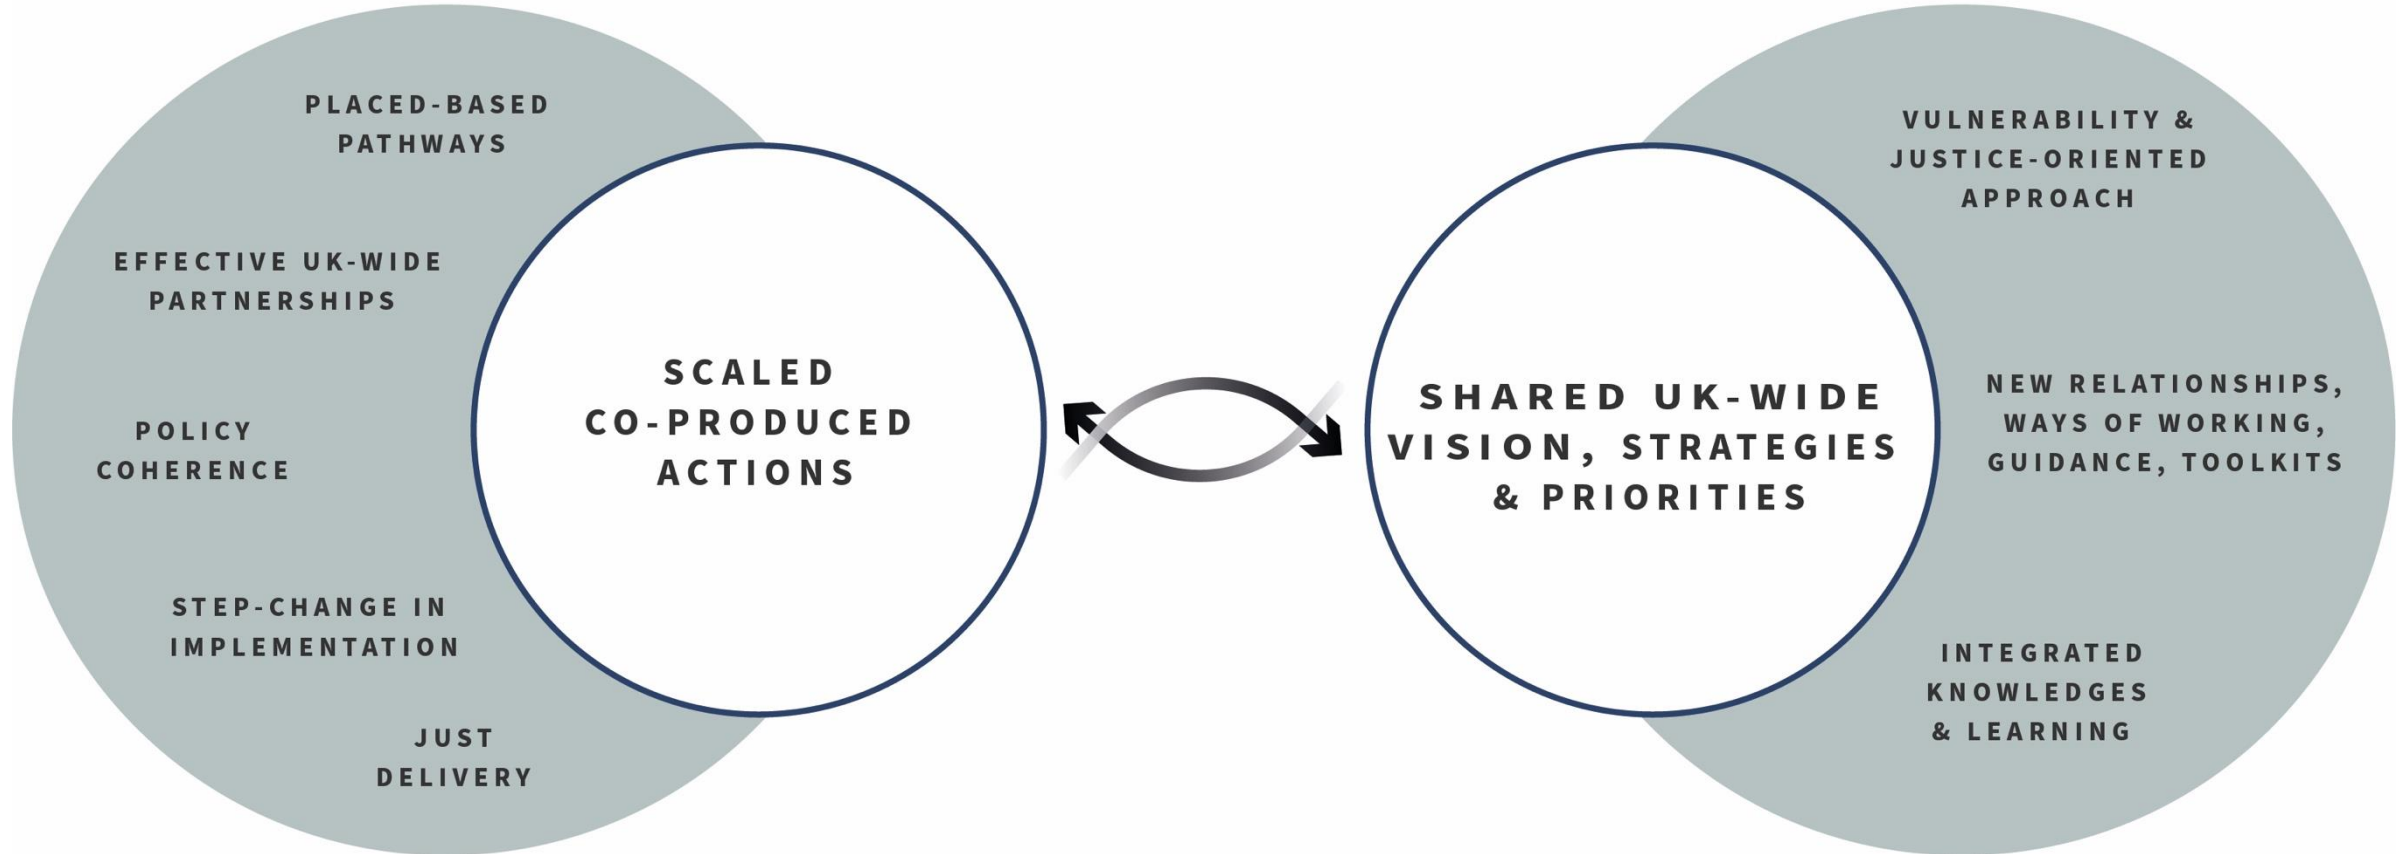 PLACED-BASED
PATHWAYS
EFFECTIVE UK-WIDE
PARTNERSHIPS
POLICY
COHERENCE
STEP-CHANGE IN
IMPLEMENTATION
JUST
DELIVERY
SCALED
CO-PRODUCED
ACTIONS
SHARED UK-WIDE
VISION, STRATEGIES
& PRIORITIES
VULNERABILITY &
JUSTICE-ORIENTED
APPROACH
NEW RELATIONSHIPS,
WAYS OF WORKING,
GUIDANCE, TOOLKITS
INTEGRATED
KNOWLEDGES
& LEARNING